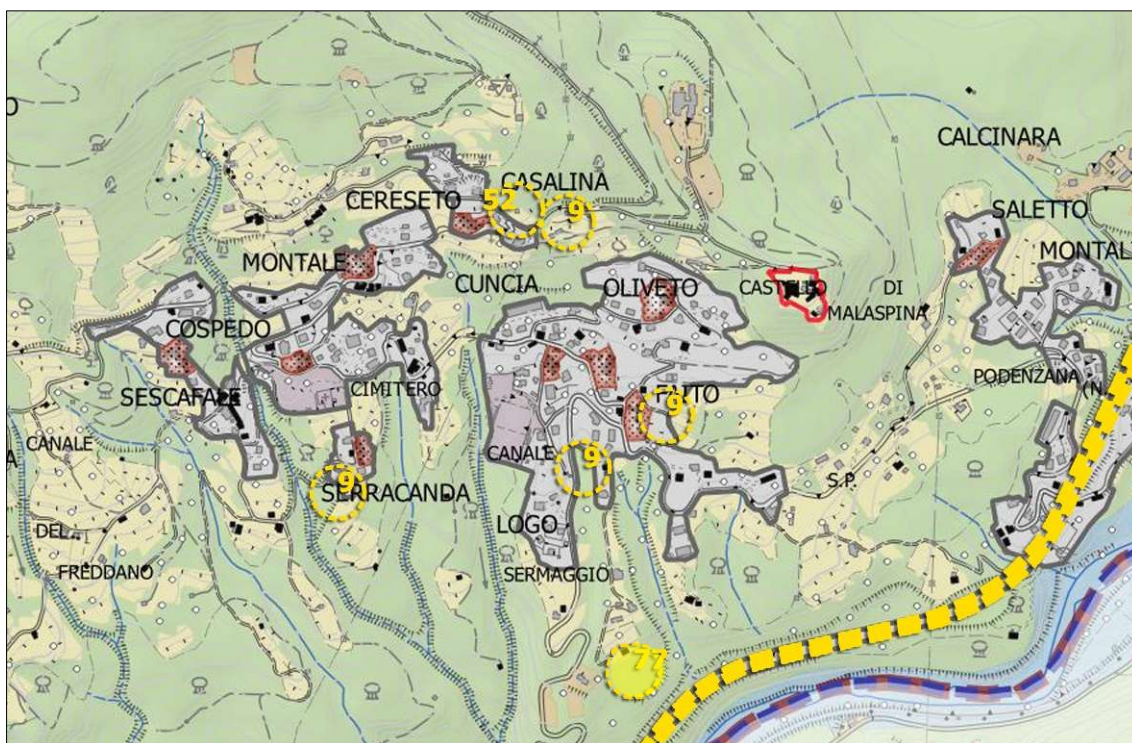 O
CALCINARA
52 CASALINA
9
CERESETO
SALETTO
MONTALE
MONTAL
CUNCIA
OLIVETO
CASTELLO
DI
MALASPINA
COSPEDO
CIMITERO
PODENZANA
(N.
SESCAFALE
9
CANALE
A
CANALE
9
S.P.
9
SERRACANDA
LOGO
DEL
FREDDANO
SERMAGGIO
77